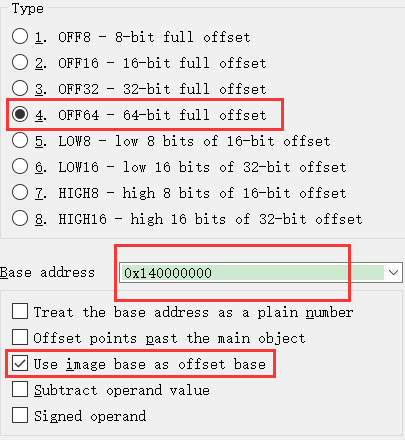 Type
1. OFF8 - 8-bit full offset
2. OFF16 - 16-bit full offset
3. OFF32 - 32-bit full offset
4. OFF64 - 64-bit full offset
5. LOW8 - low 8 bits of 16-bit offset
6. LOW16 - low 16 bits of 32-bit offset
7. HIGH8 - high 8 bits of 16-bit offset
8. HIGH16 - high 16 bits of 32-bit offset
Base address 0x140000000
Treat the base address as a plain number
Offset points past the main object
Use image base as offset base
Subtract operand value
Signed operand